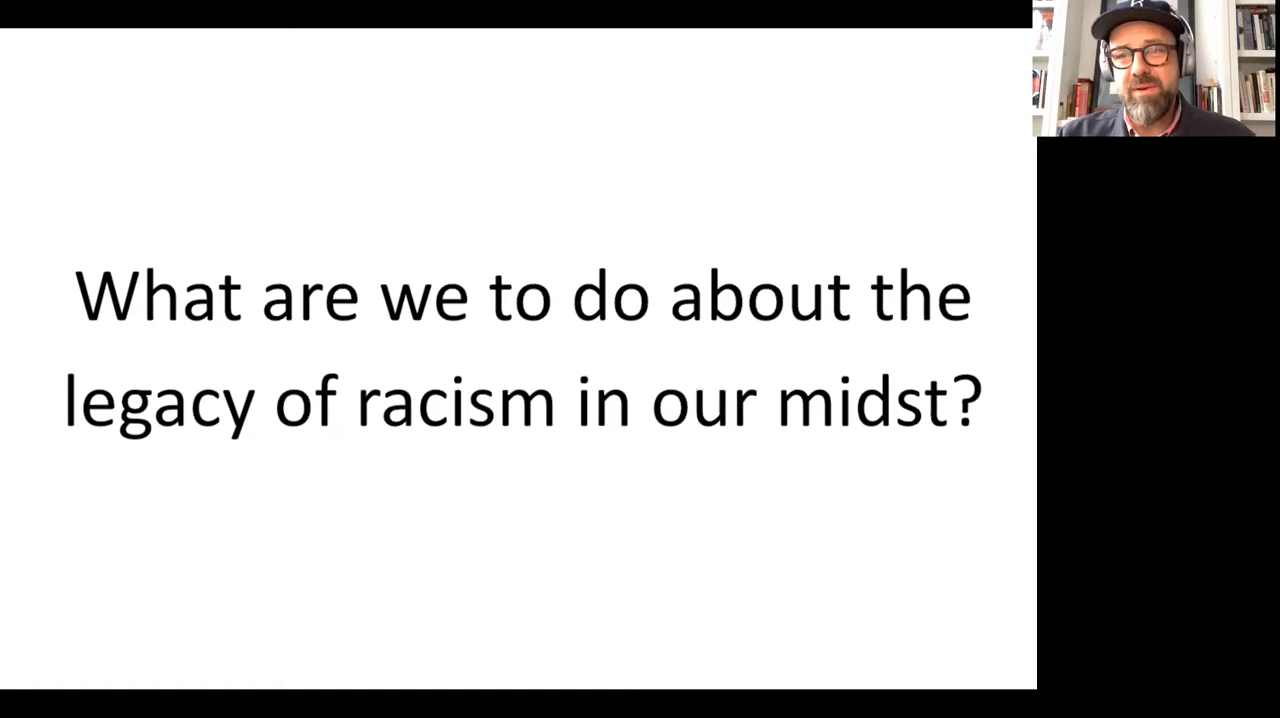 What are we to do about the
legacy of racism in our midst?